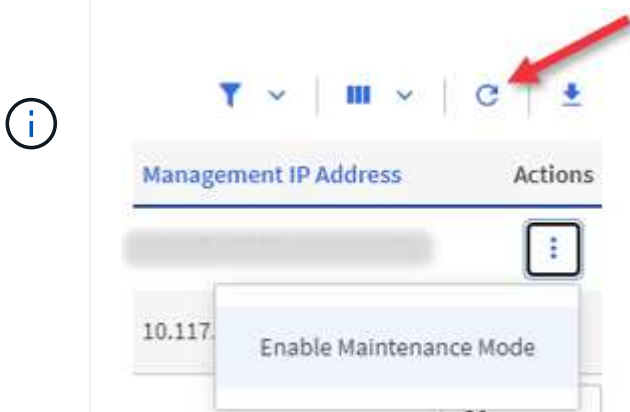 i
Management IP Address Actions
10.117.
Enable Maintenance Mode